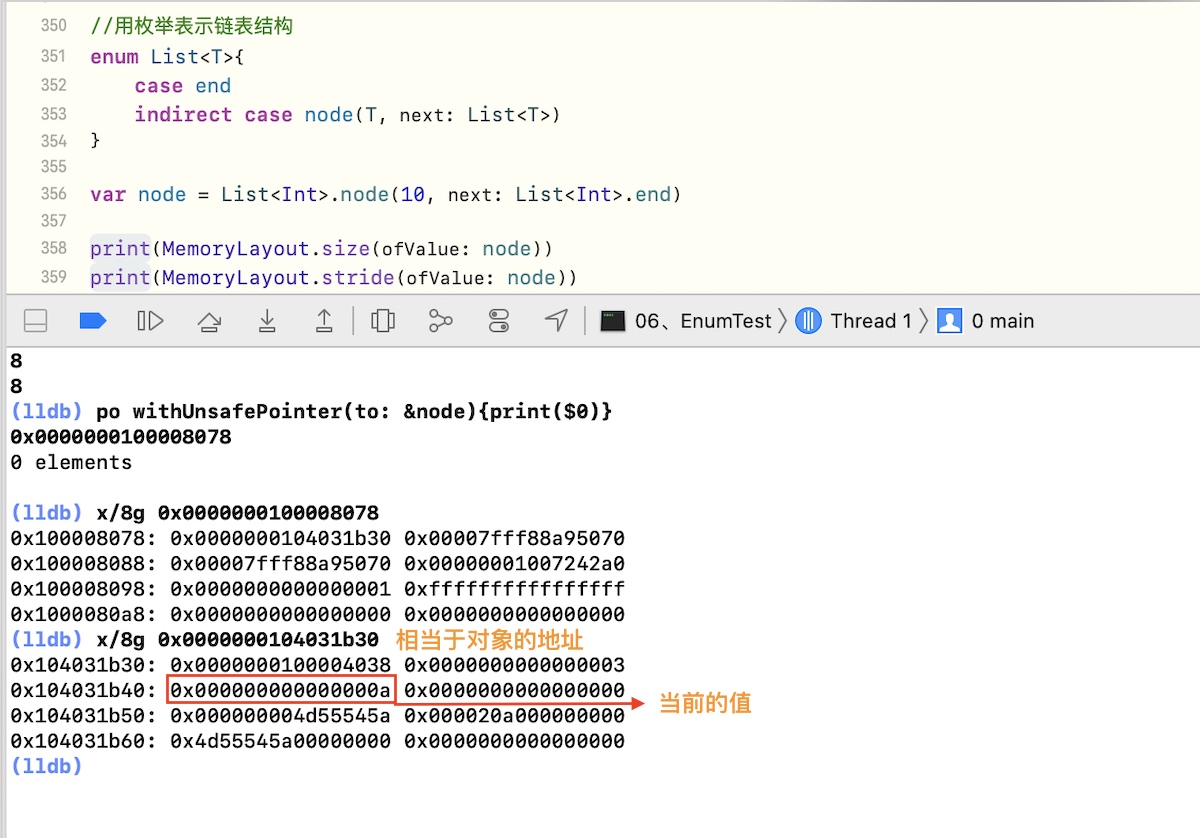 350 //用枚举表示链表结构
351 enum List<T>{
352     case end
353     indirect case node(T, next: List<T>)
354 }
355
356 var node = List<Int>.node(10, next: List<Int>.end)
357
358 print(MemoryLayout.size(ofValue: node))
359 print(MemoryLayout.stride(ofValue: node))
06、EnumTest Thread 1 0 main
8
8
(lldb) po withUnsafePointer(to: &node){print($0)}
0x0000000100008078
0 elements
(lldb) x/8g 0x0000000100008078
0x100008078: 0x0000000104031b30 0x00007fff88a95070
0x100008088: 0x00007fff88a95070 0x00000001007242a0
0x100008098: 0x0000000000000001 0xffffffffffffffff
0x1000080a8: 0x0000000000000000 0x0000000000000000
(lldb) x/8g 0x0000000104031b30 相当于对象的地址
0x104031b30: 0x0000000100004038 0x0000000000000003
0x104031b40: 0x000000000000000a 0x0000000000000000 当前的值
0x104031b50: 0x000000004d55545a 0x000020a000000000
0x104031b60: 0x4d55545a00000000 0x0000000000000000
(lldb)